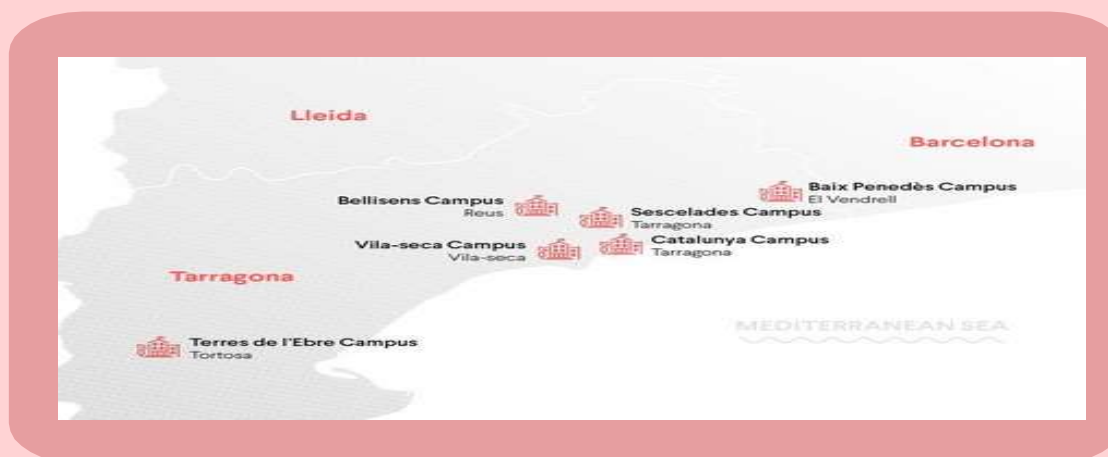 Lleida
Barcelona
Baix Penedès Campus
El Vendrell
Bellisens Campus
Reus
Sescelades Campus
Tarragona
Vila-seca Campus
Vila-seca
Catalunya Campus
Tarragona
Tarragona
MEDITERRANEAN SEA
Terres de l'Ebre Campus
Tortosa